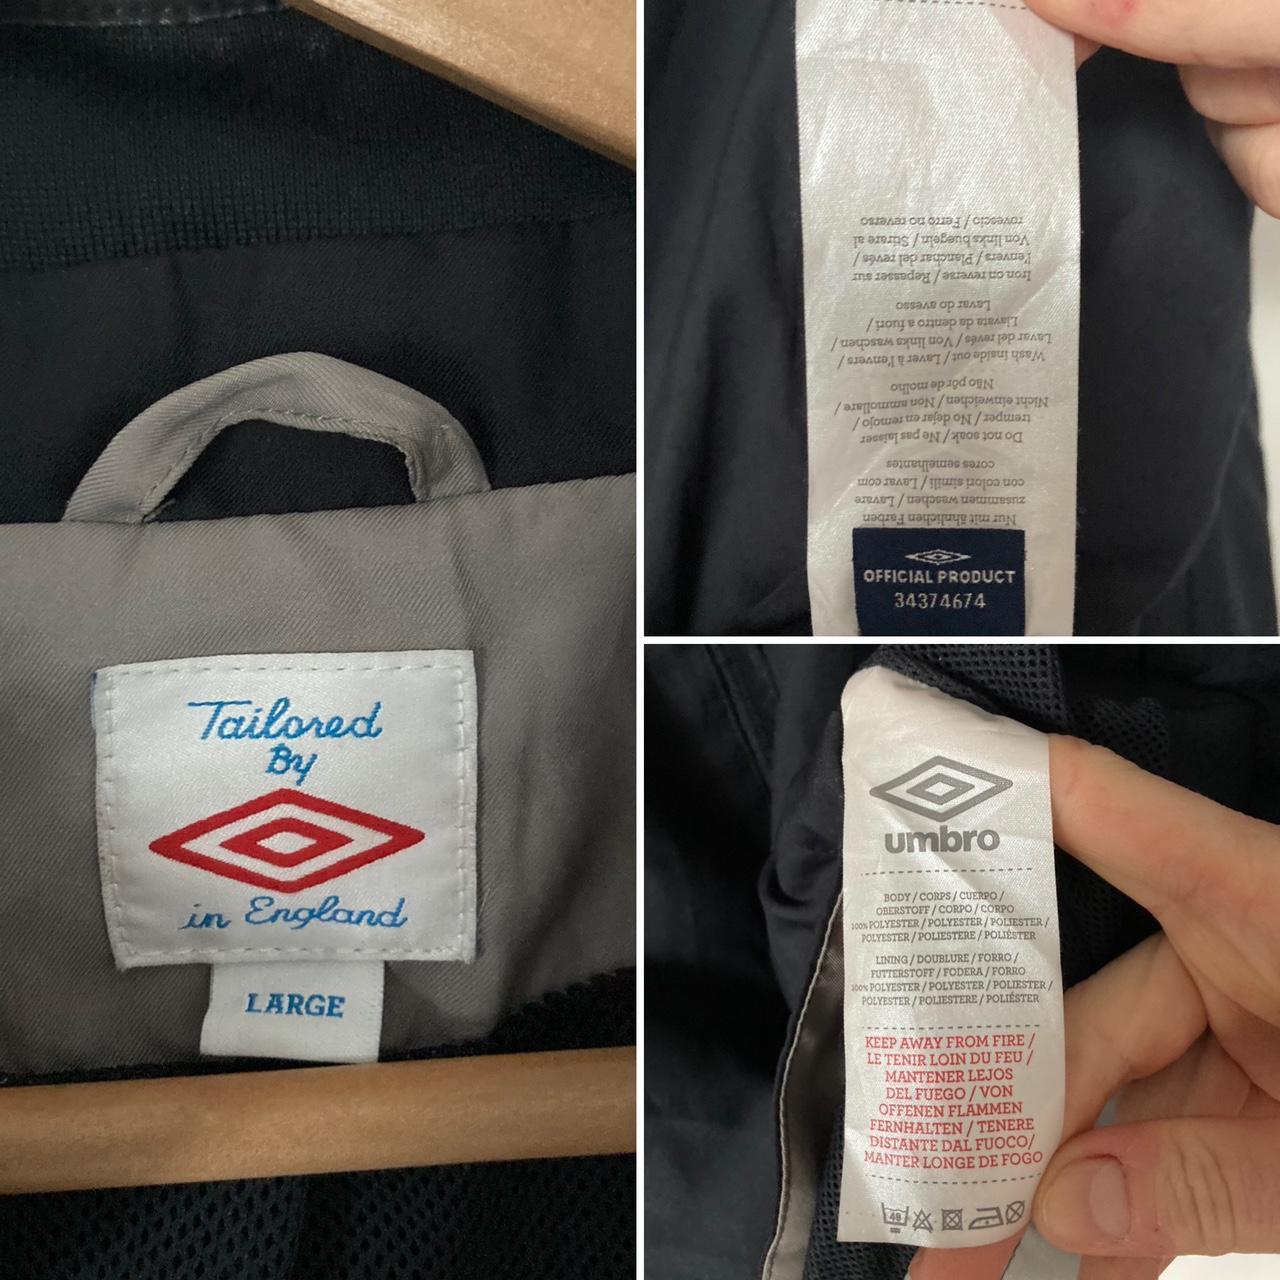 Tailored
By
in England
LARGE
Nur mit ähnlichen Farben
zusammen waschen / Lavare
con colori simili / Lavar com
cores semelhantes
Do not soak / Ne pas laisser
tremper / No dejar en remojo /
Nicht einweichen / Non ammollare /
Não pôr de molho
Wash inside out / Laver à l'envers /
Lavar del revés / Von links waschen /
Llavata da dentro a fuori /
Lavar do avesso
Iron on reverse / Repasser sur
l'envers / Planchar del revés /
Von links buegeln / Stirare al
rovescio / Ferro no reverso
OFFICIAL PRODUCT
34374674
umbro
BODY / CORPS / CUERPO /
OBERSTOFF / CORPO / CORPO
100% POLYESTER / POLYESTER / POLIESTER /
POLYESTER / POLIESTERE / POLIÉSTER
LINING / DOUBLURE / FORRO /
FUTTERSTOFF / FODERA / FORRO
100% POLYESTER / POLYESTER / POLIESTER /
POLYESTER / POLIESTERE / POLIÉSTER
KEEP AWAY FROM FIRE /
LE TENIR LOIN DU FEU /
MANTENER LEJOS
DEL FUEGO / VON
OFFENEN FLAMMEN
FERNHALTEN / TENERE
DISTANTE DAL FUOCO/
MANTER LONGE DE FOGO
40